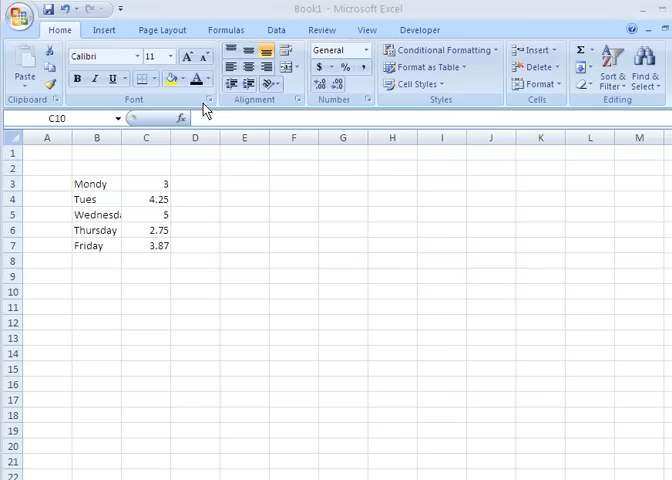 Book1 - Microsoft Excel
Home Insert Page Layout Formulas Data Review View Developer
Paste
Clipboard
Calibri 11
B I U A
Font
Alignment
General
$ % ,
Number
Conditional Formatting
Format as Table
Cell Styles
Styles
Insert
Delete
Format
Cells
Σ
Sort & Filter
Find & Select
Editing
C10 fx
A B C D E F G H I J K L M
1
2
3 Mondy 3
4 Tues 4.25
5 Wednesda 5
6 Thursday 2.75
7 Friday 3.87
8
9
10
11
12
13
14
15
16
17
18
19
20
21
22